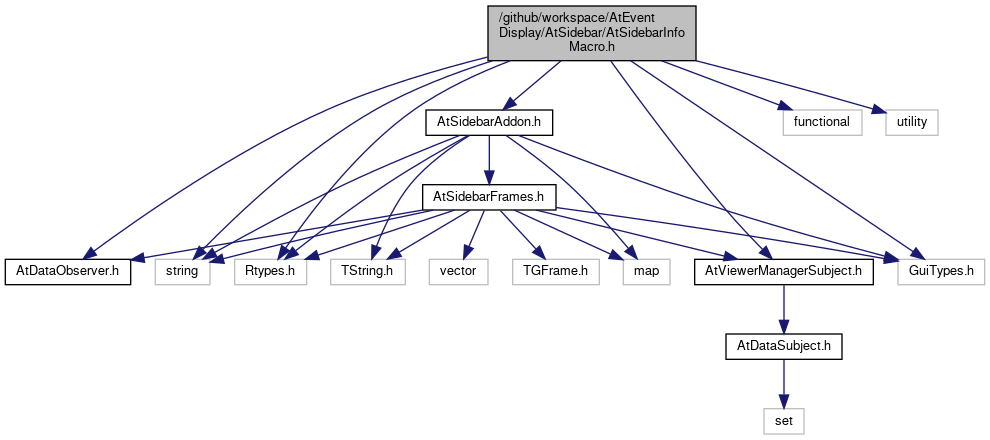 /github/workspace/AtEvent
Display/AtSidebar/AtSidebarInfo
Macro.h
AtSidebarAddon.h
functional
utility
AtSidebarFrames.h
AtDataObserver.h
string
Rtypes.h
TString.h
vector
TGFrame.h
map
AtViewerManagerSubject.h
GuiTypes.h
AtDataSubject.h
set